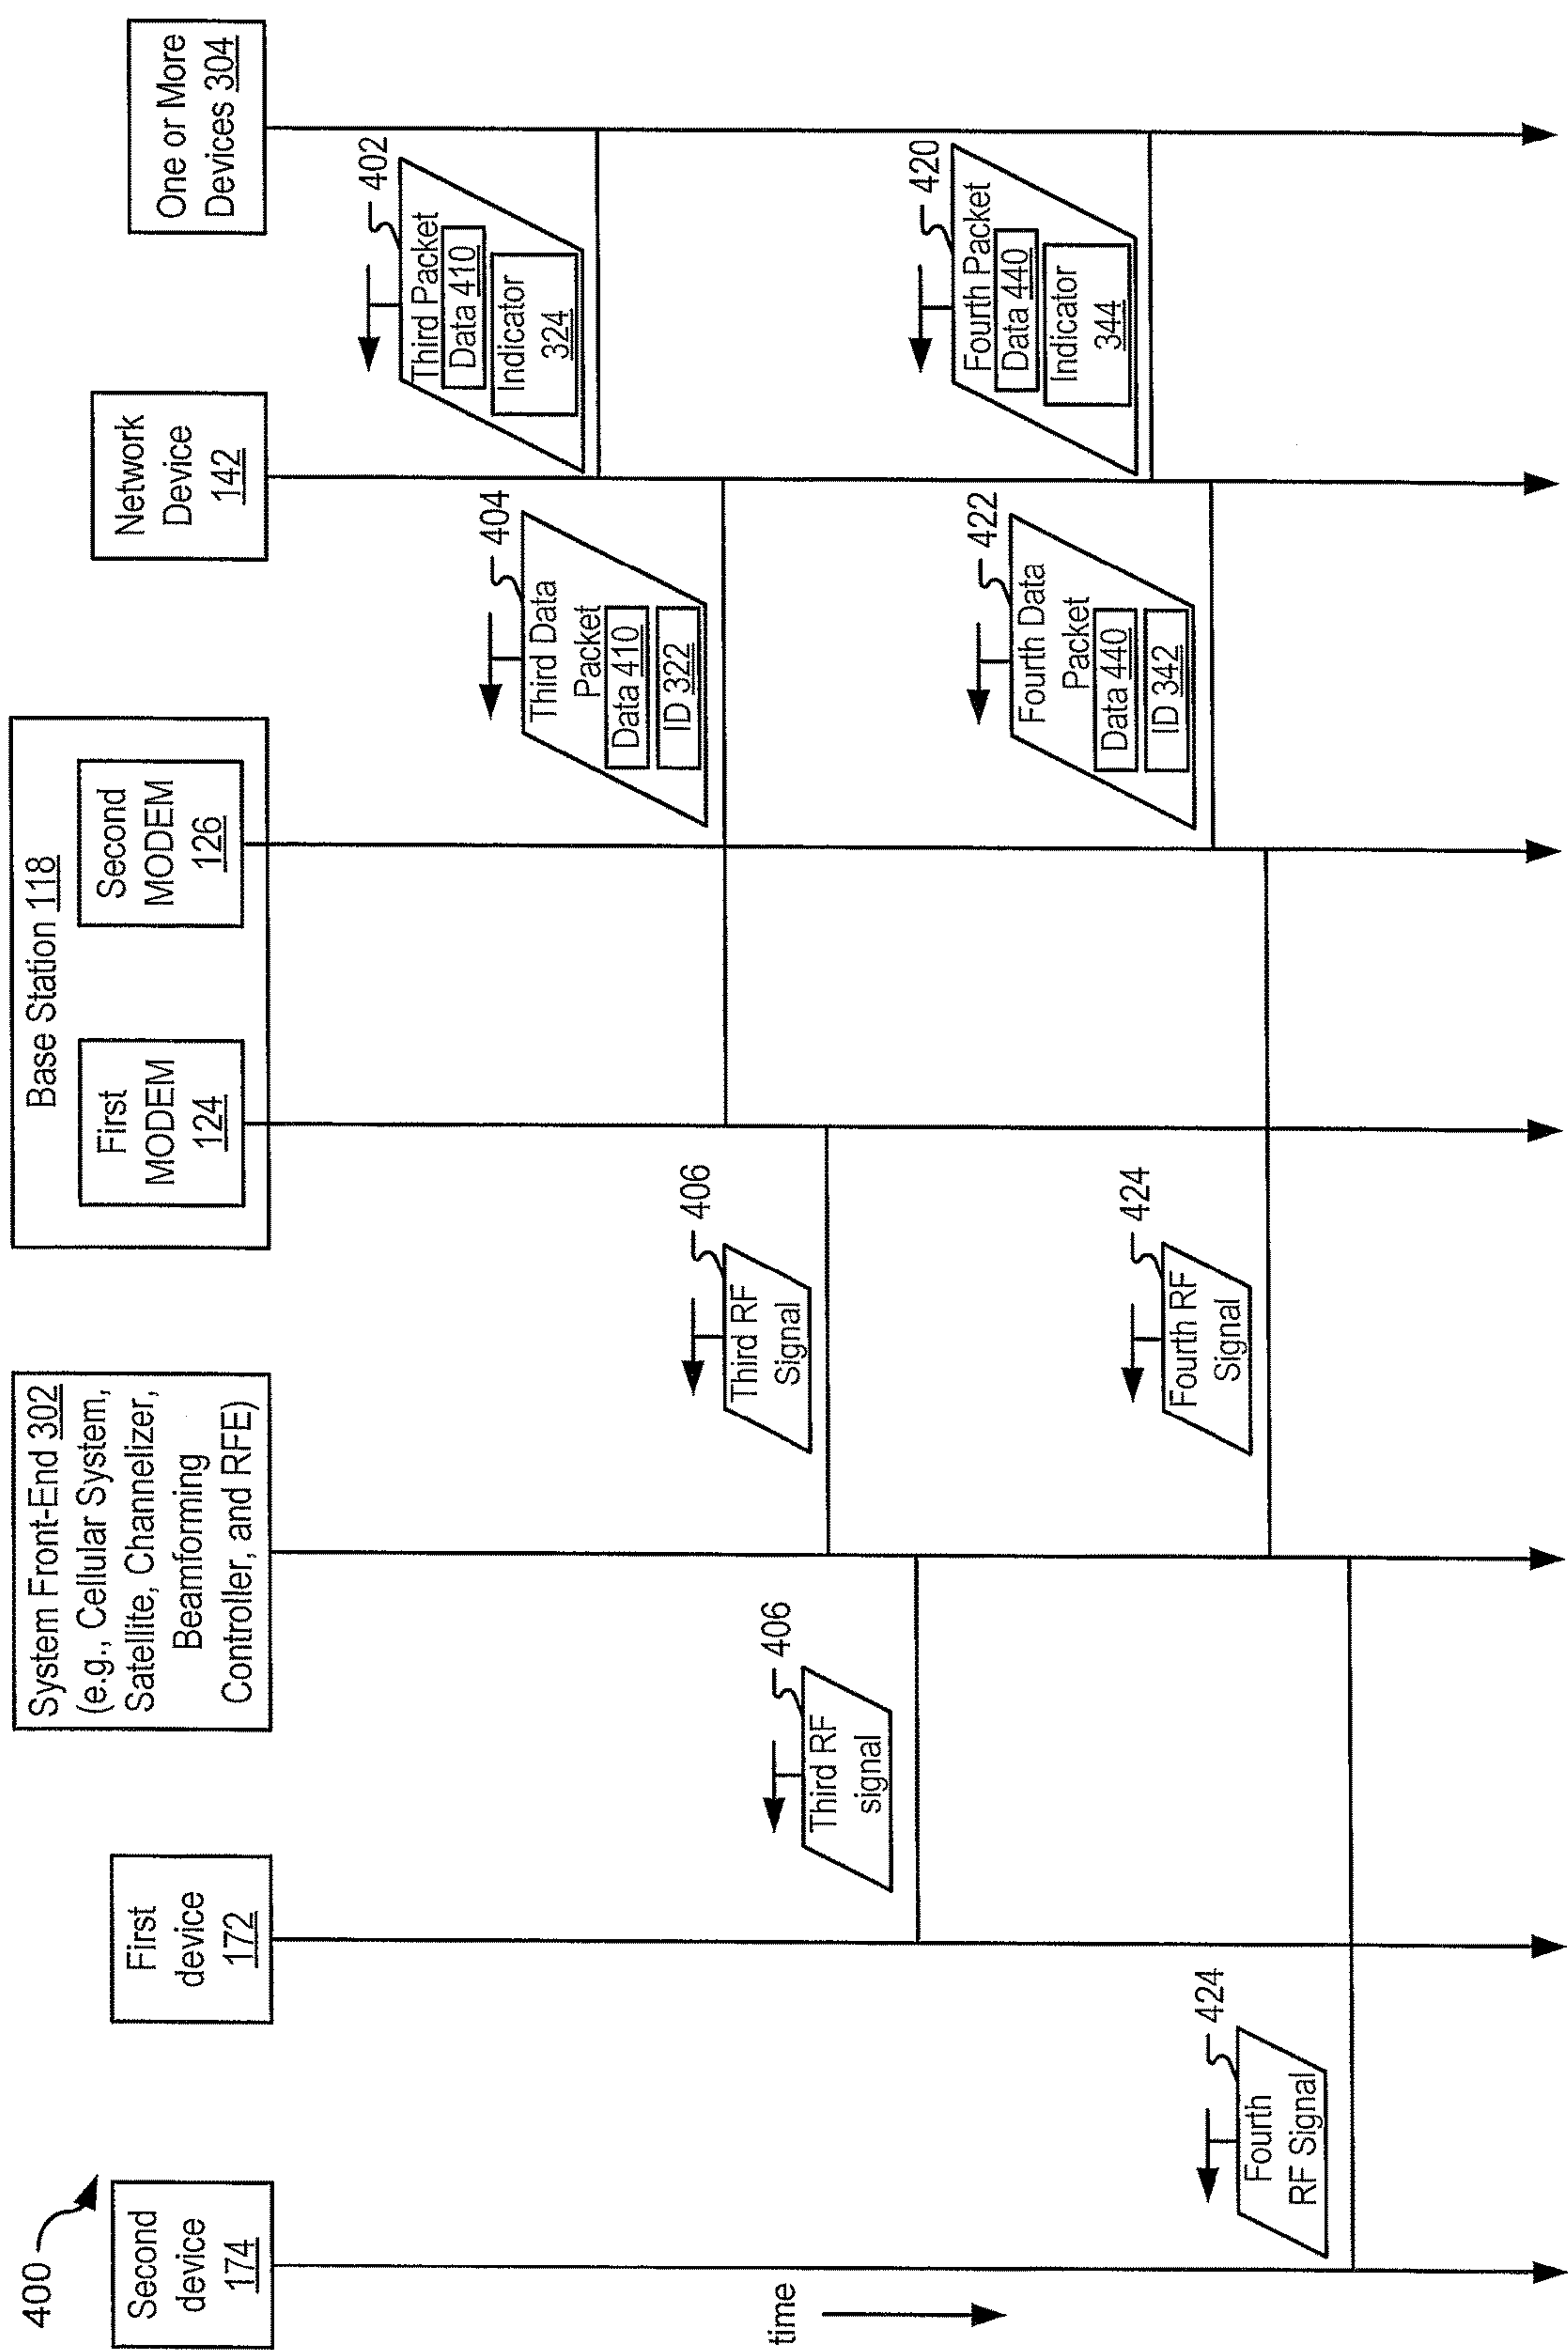 400
Second
device
174
First
device
172
System Front-End 302
(e.g., Cellular System,
Satellite, Channelizer,
Beamforming
Controller, and RFE)
Base Station 118
First
MODEM
124
Second
MODEM
126
Network
Device
142
One or More
Devices 304
402
Third Packet
Data 410
Indicator
324
404
Third Data
Packet
Data 410
ID 322
406
Third RF
Signal
406
Third RF
signal
420
Fourth Packet
Data 440
Indicator
344
422
Fourth Data
Packet
Data 440
ID 342
424
Fourth RF
Signal
424
Fourth
RF Signal
time